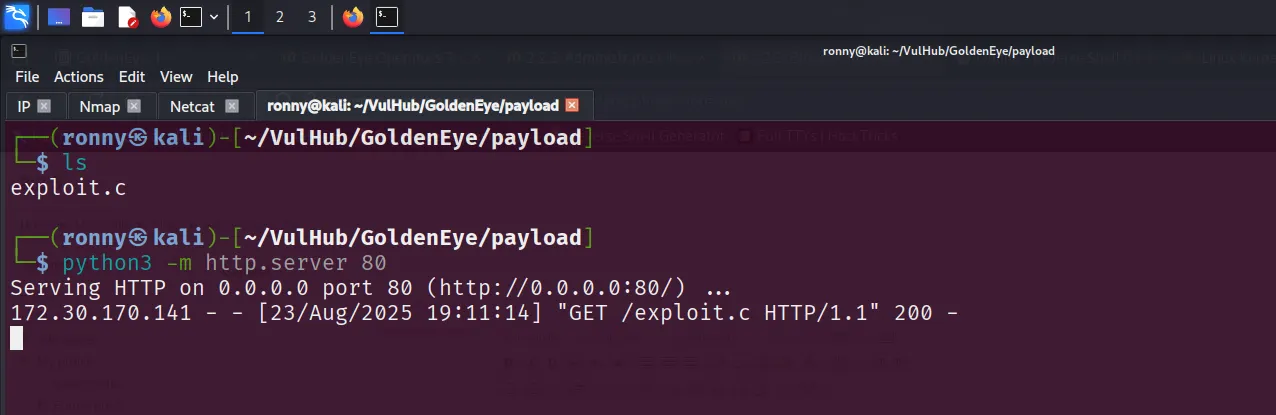 1 2 3
ronny@kali: ~/VulHub/GoldenEye/payload
File Actions Edit View Help
IP Nmap Netcat ronny@kali: ~/VulHub/GoldenEye/payload
┌──(ronny㉿kali)-[~/VulHub/GoldenEye/payload]
└─$ ls
exploit.c
┌──(ronny㉿kali)-[~/VulHub/GoldenEye/payload]
└─$ python3 -m http.server 80
Serving HTTP on 0.0.0.0 port 80 (http://0.0.0.0:80/) ...
172.30.170.141 - - [23/Aug/2025 19:11:14] "GET /exploit.c HTTP/1.1" 200 -